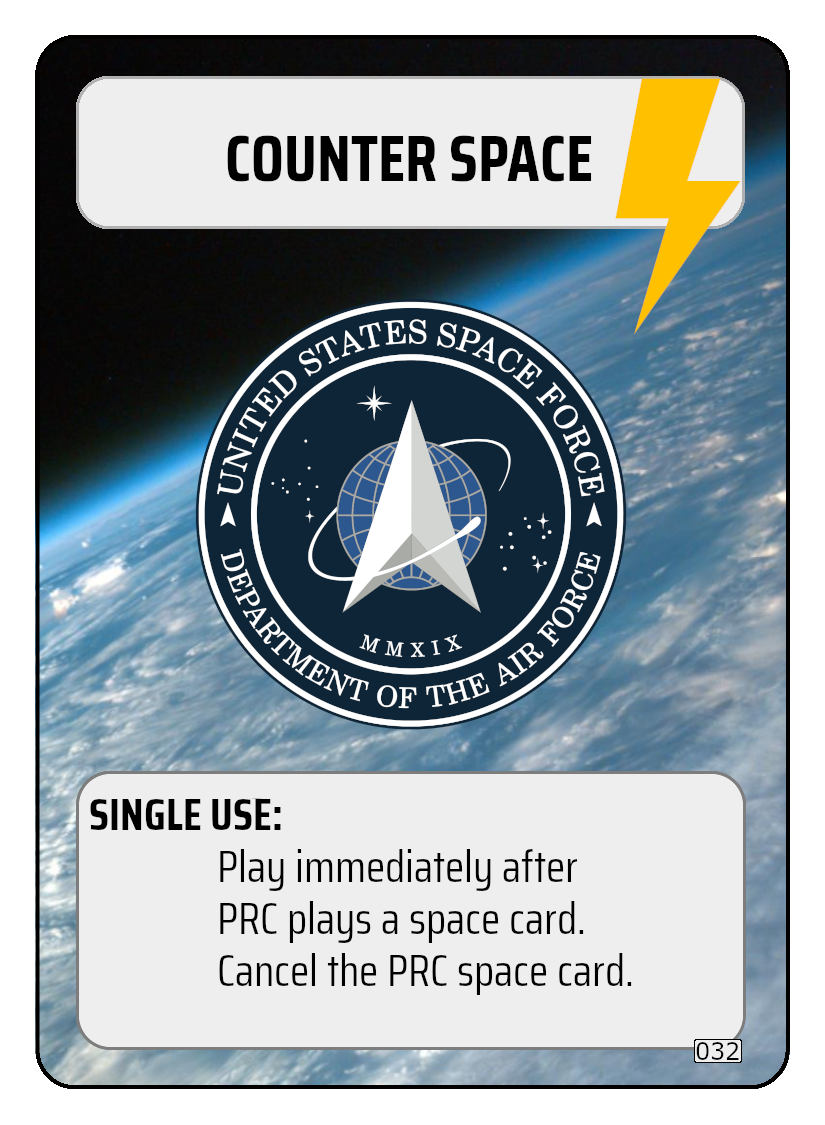 COUNTER SPACE
UNITED STATES SPACE FORCE
MMXIX
DEPARTMENT OF THE AIR FORCE
SINGLE USE:
Play immediately after
PRC plays a space card.
Cancel the PRC space card.
032